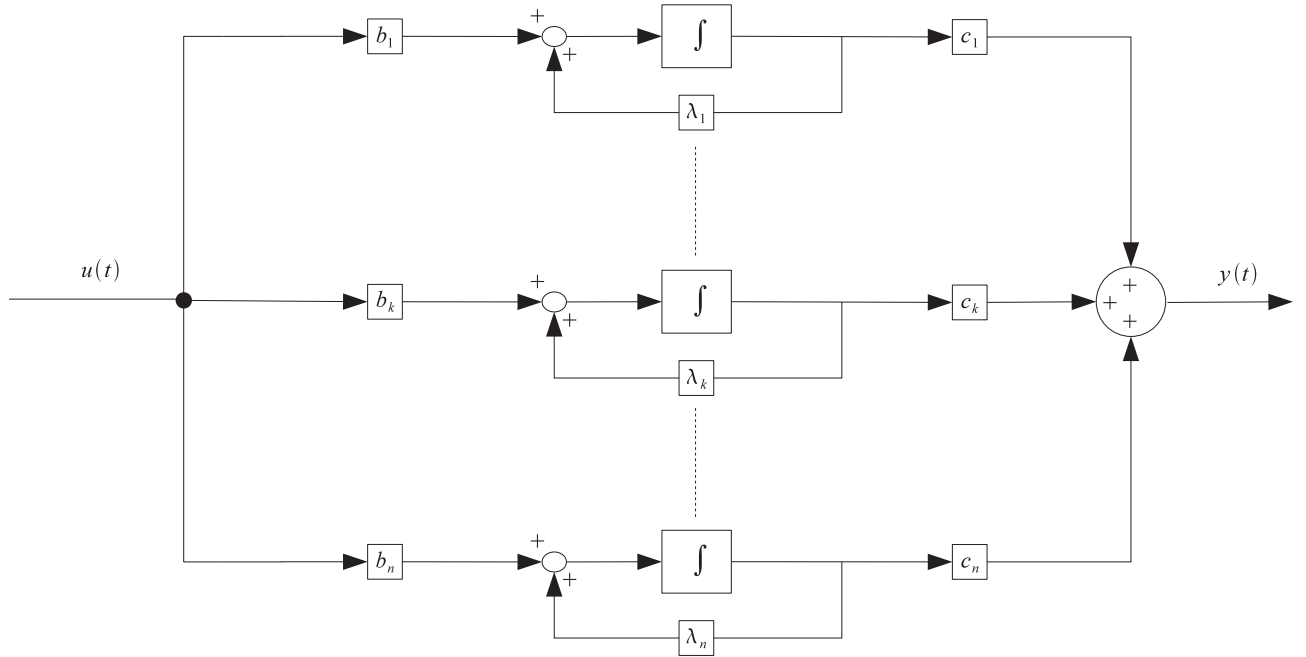 +
b₁ ∫ c₁
+
λ₁
u(t) + y(t)
+
bₖ ∫ cₖ +
+ +
λₖ
+
bₙ ∫ cₙ
+
λₙ